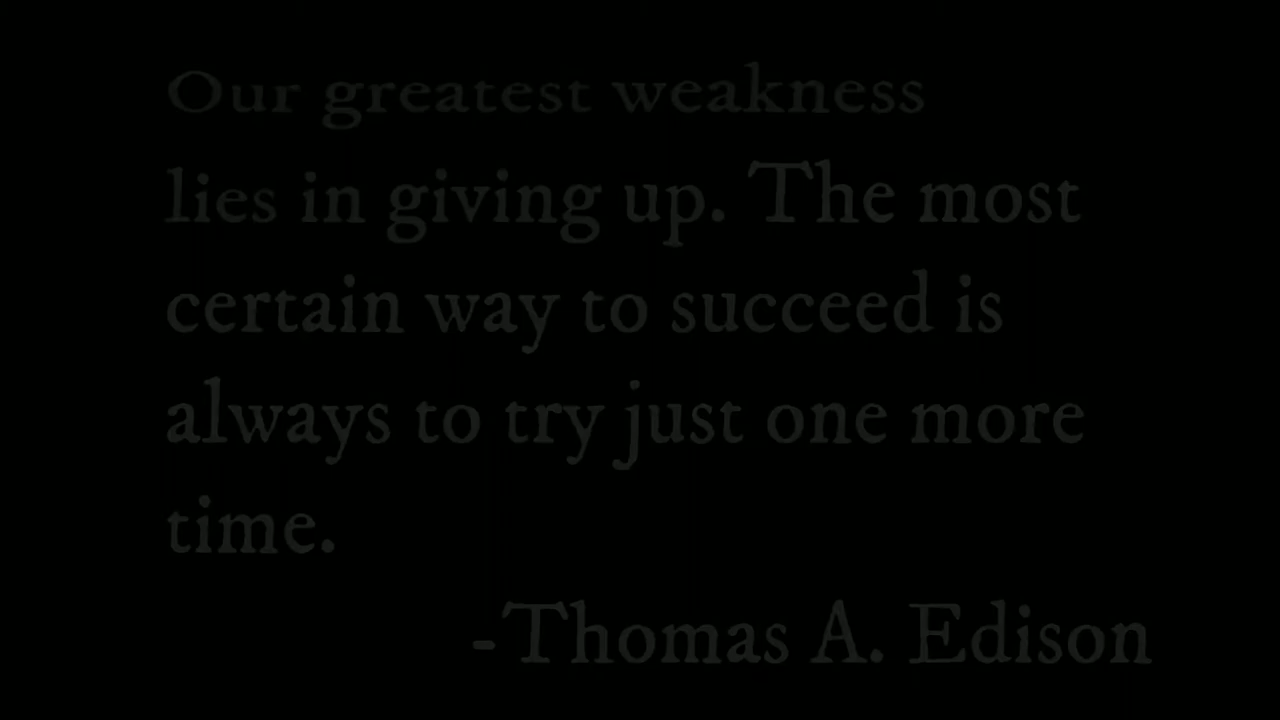 Our greatest weakness
lies in giving up. The most
certain way to succeed is
always to try just one more
time.
-Thomas A. Edison